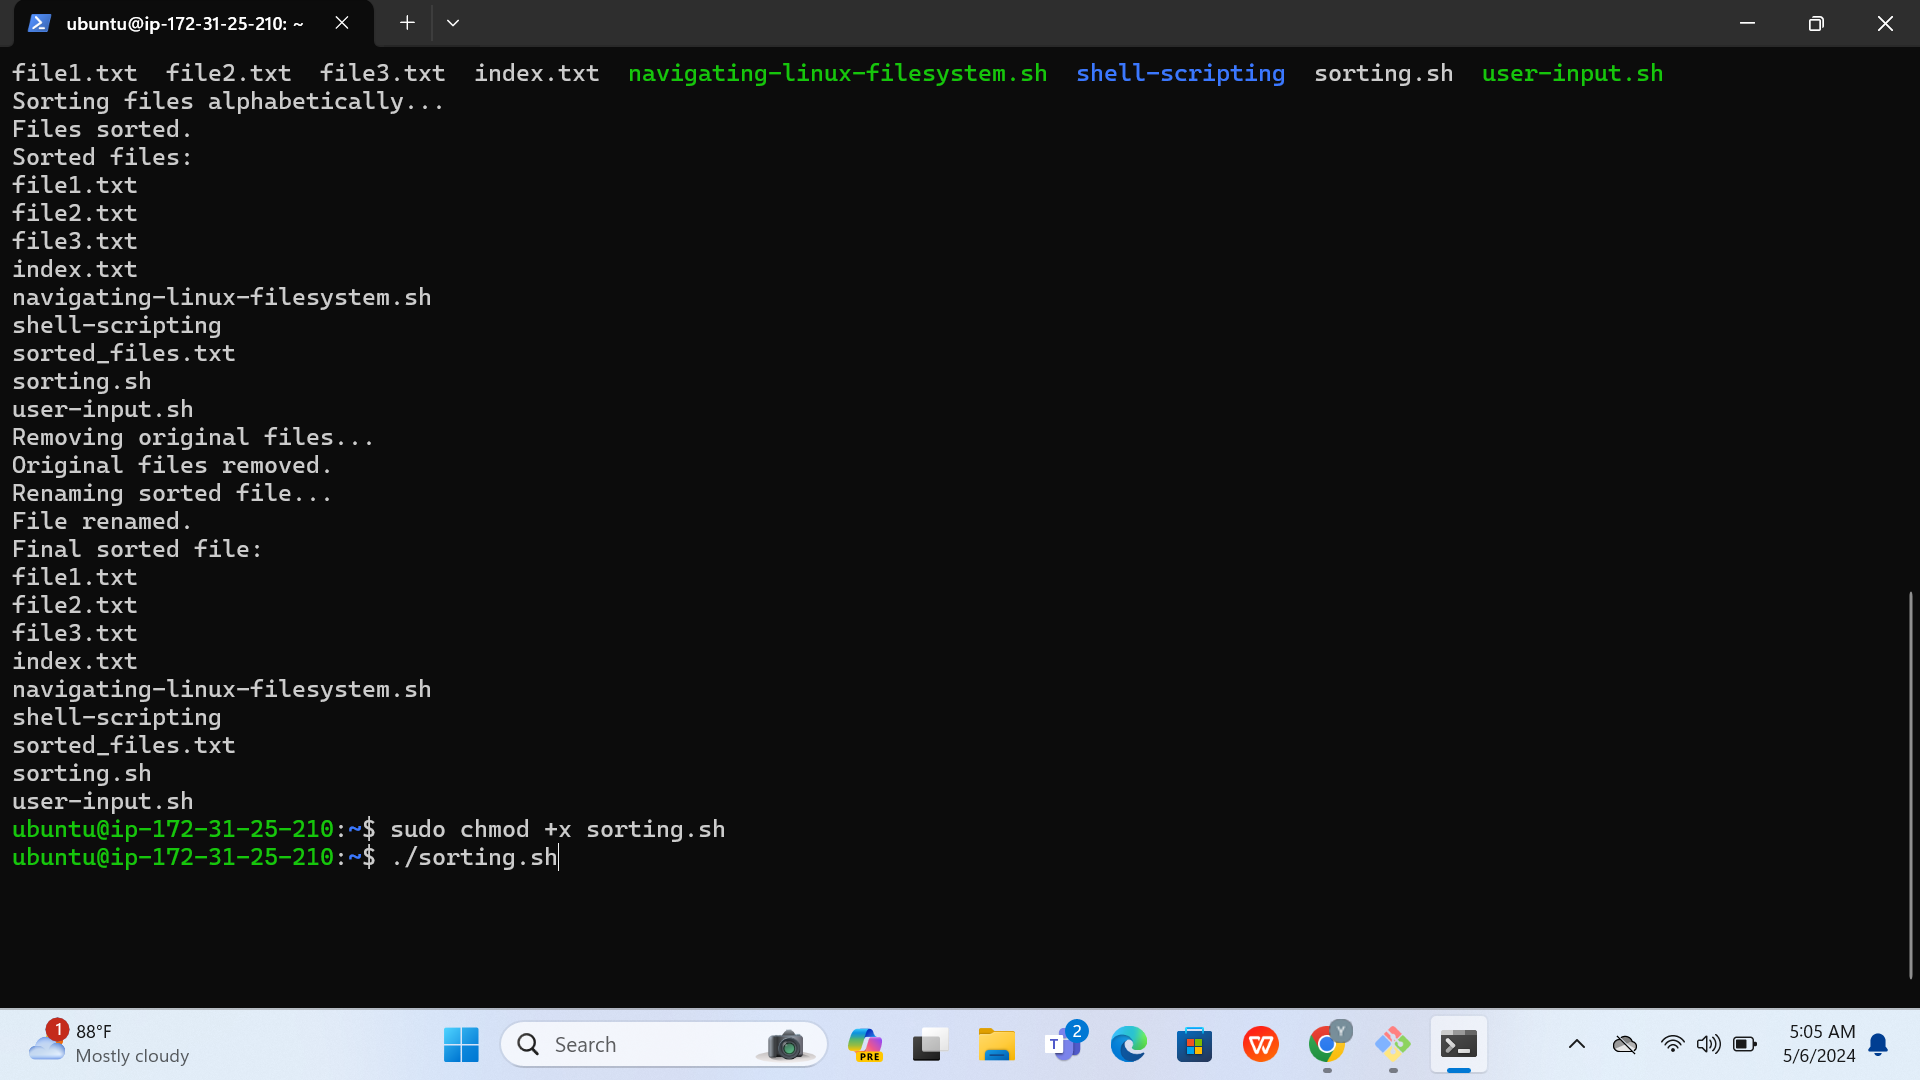 ubuntu@ip-172-31-25-210: ~
file1.txt  file2.txt  file3.txt  index.txt  navigating-linux-filesystem.sh  shell-scripting  sorting.sh  user-input.sh
Sorting files alphabetically...
Files sorted.
Sorted files:
file1.txt
file2.txt
file3.txt
index.txt
navigating-linux-filesystem.sh
shell-scripting
sorted_files.txt
sorting.sh
user-input.sh
Removing original files...
Original files removed.
Renaming sorted file...
File renamed.
Final sorted file:
file1.txt
file2.txt
file3.txt
index.txt
navigating-linux-filesystem.sh
shell-scripting
sorted_files.txt
sorting.sh
user-input.sh
ubuntu@ip-172-31-25-210:~$ sudo chmod +x sorting.sh
ubuntu@ip-172-31-25-210:~$ ./sorting.sh
1
88°F
Mostly cloudy
Search
PRE
T
2
W
Y
5:05 AM
5/6/2024